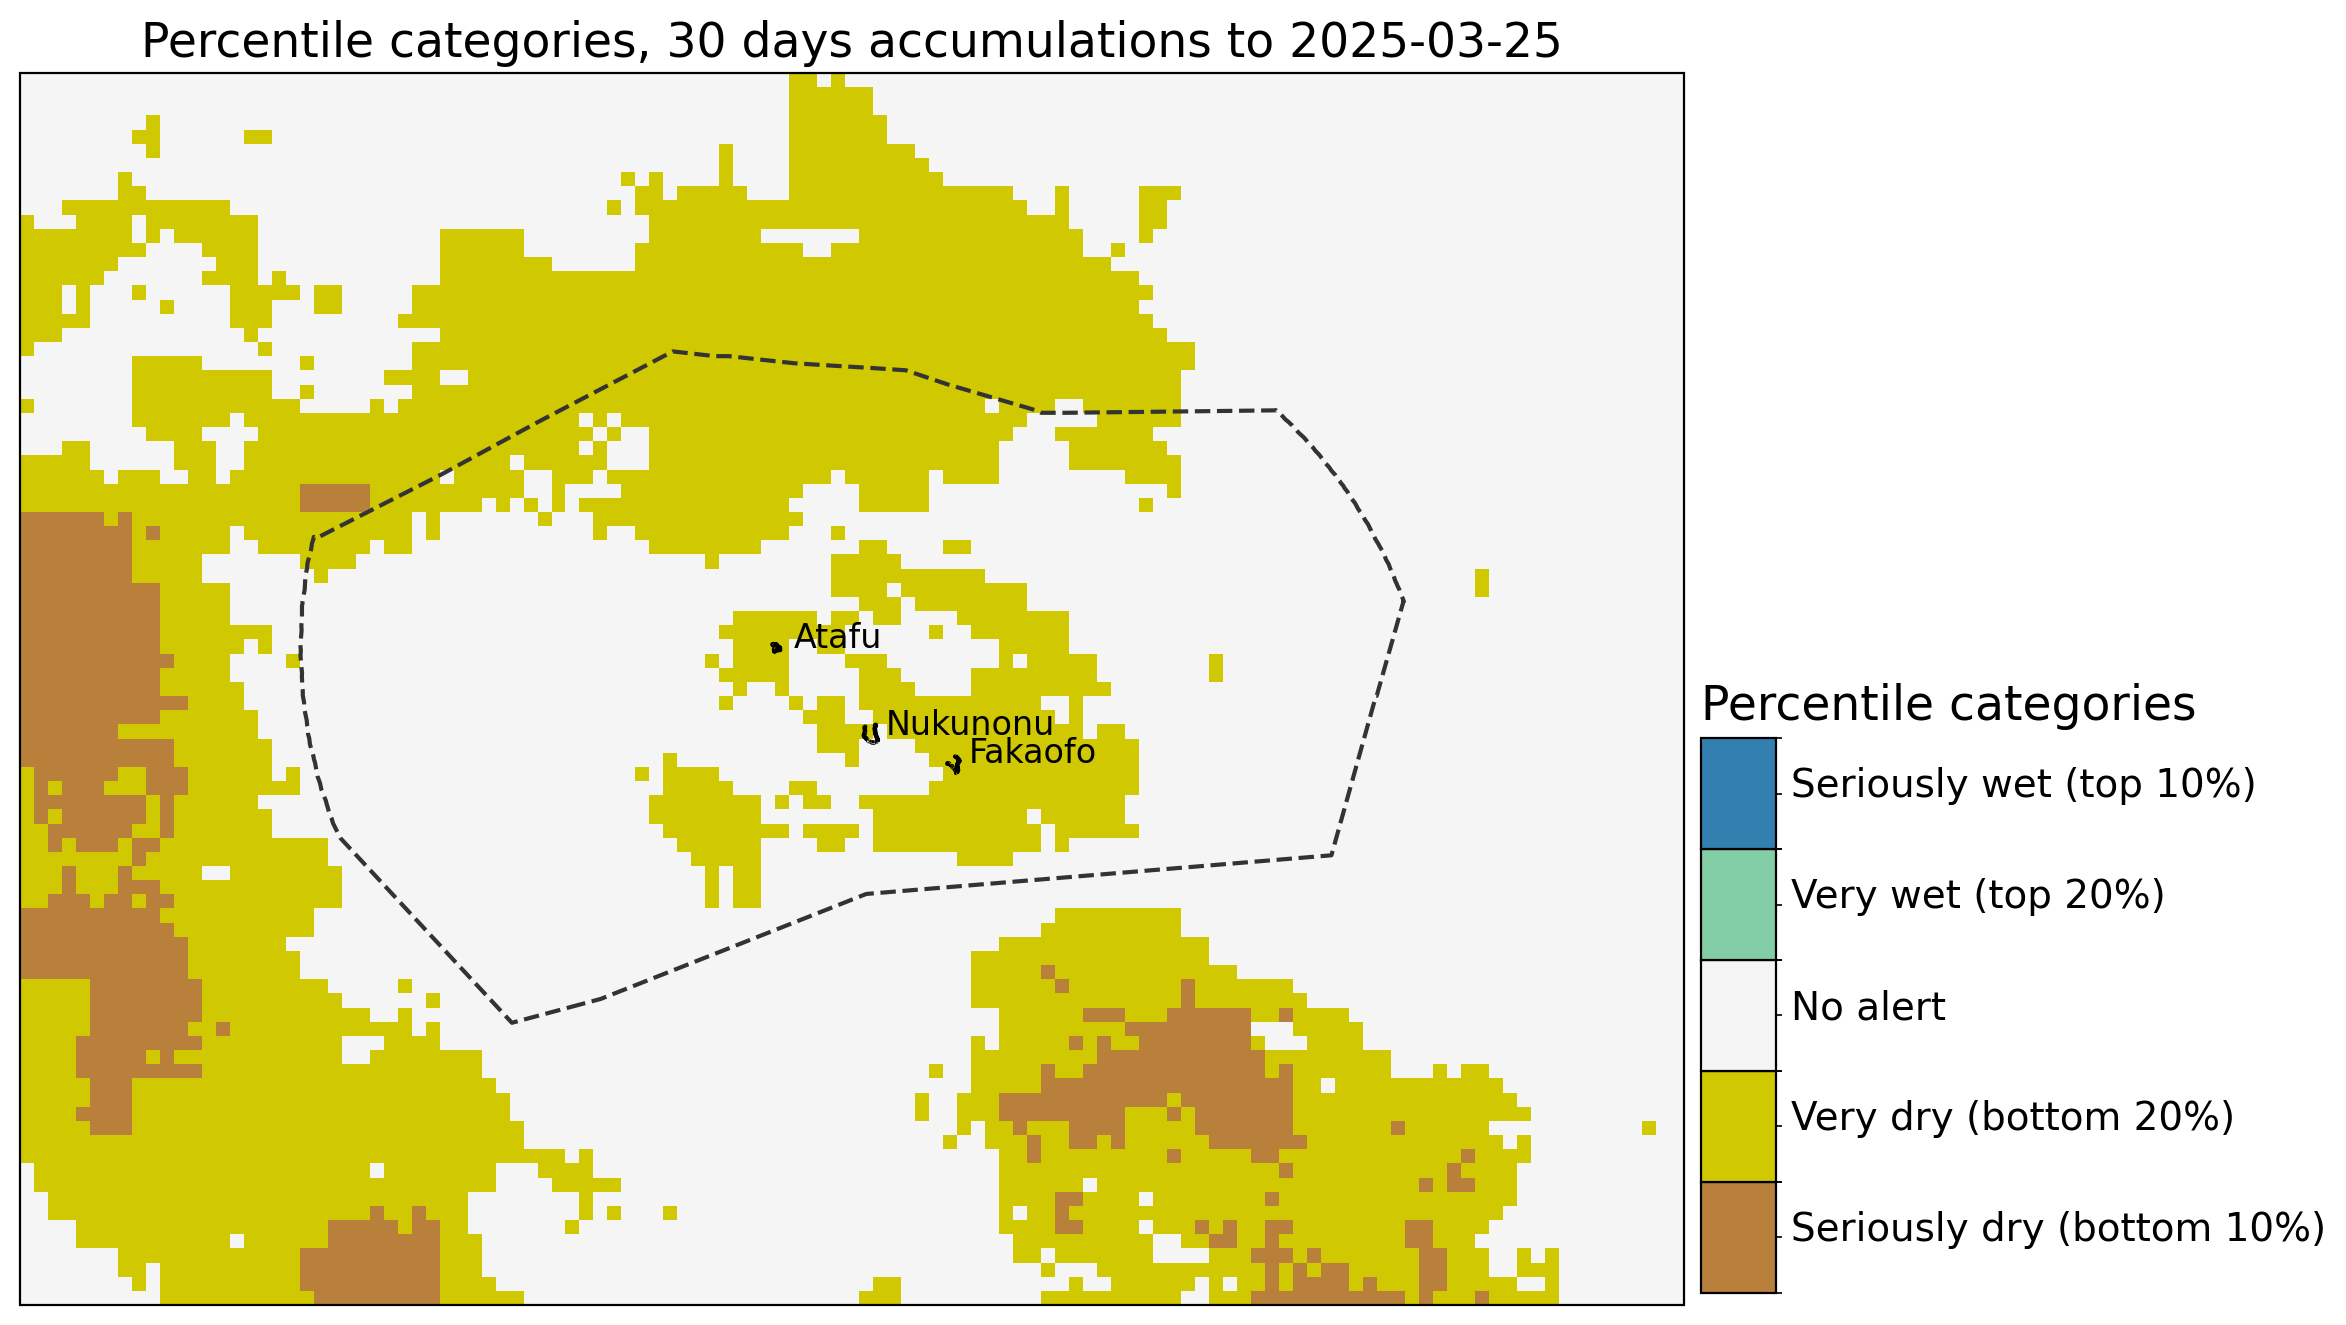 Percentile categories, 30 days accumulations to 2025-03-25
Atafu
Nukunonu
Fakaofo
Percentile categories
Seriously wet (top 10%)
Very wet (top 20%)
No alert
Very dry (bottom 20%)
Seriously dry (bottom 10%)